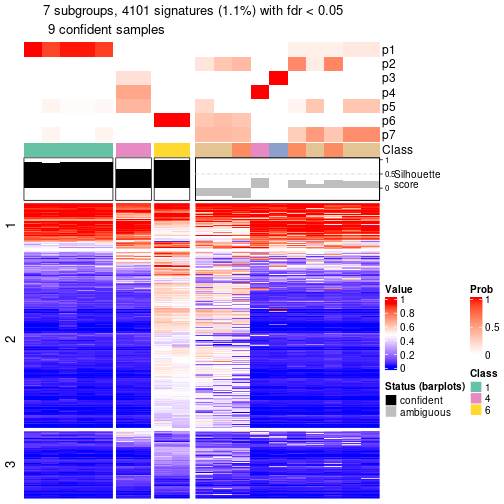 7 subgroups, 4101 signatures (1.1%) with fdr < 0.05
9 confident samples
p1
p2
p3
p4
p5
p6
p7
Class
1
0.5
0
Silhouette
score
1
2
3
Value
1
0.8
0.6
0.4
0.2
0
Status (barplots)
confident
ambiguous
Prob
1
0.5
0
Class
1
4
6